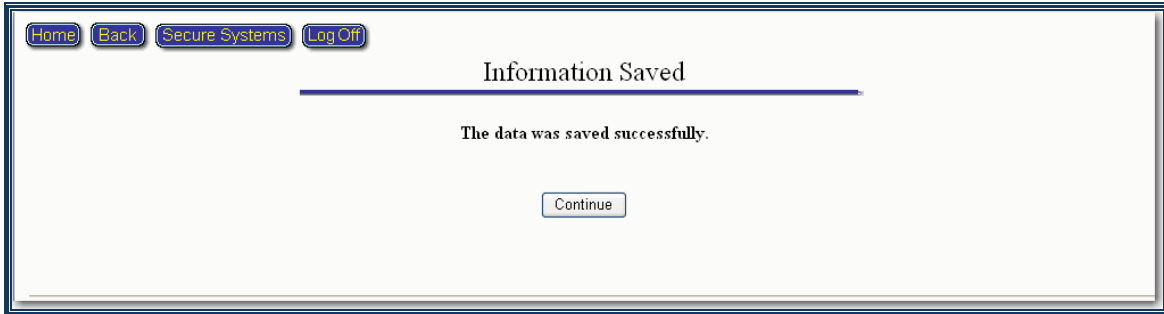 Home Back Secure Systems Log Off
Information Saved
The data was saved successfully.
Continue